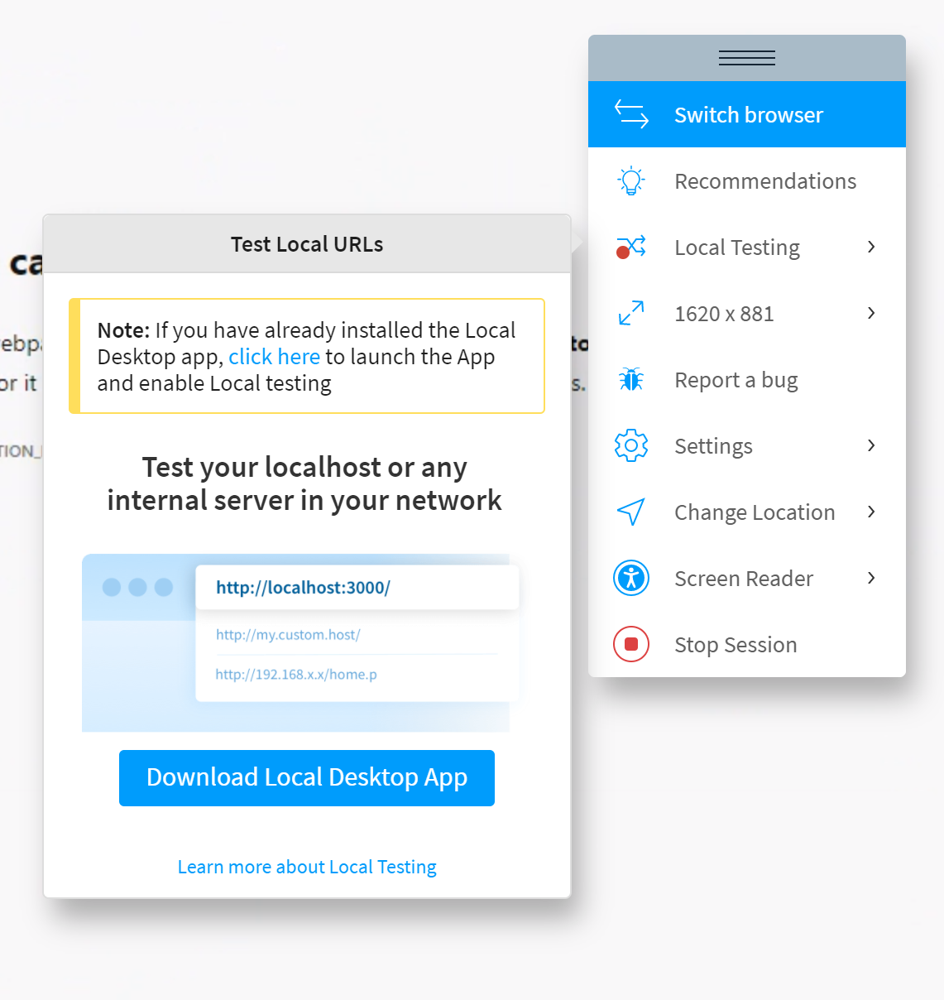 Switch browser
Recommendations
Local Testing
1620 x 881
Report a bug
Settings
Change Location
Screen Reader
Stop Session
Test Local URLs
Note: If you have already installed the Local
Desktop app, click here to launch the App
and enable Local testing
Test your localhost or any
internal server in your network
http://localhost:3000/
http://my.custom.host/
http://192.168.x.x/home.p
Download Local Desktop App
Learn more about Local Testing
ca
ebpa
to
or it
s.
TION_